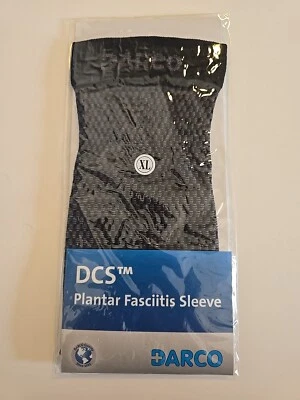 DARCO
XL
DCS™
Plantar Fasciitis Sleeve
DARCO